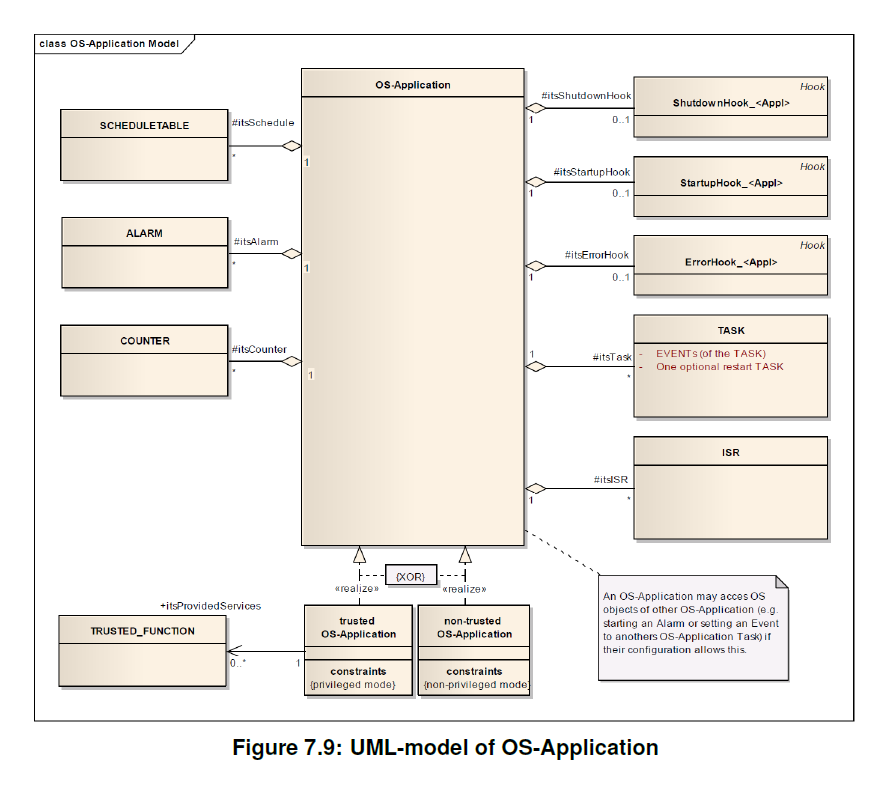 class OS-Application Model
OS-Application
SCHEDULETABLE
#itsSchedule
*
1
ALARM
#itsAlarm
*
1
COUNTER
#itsCounter
*
1
#itsShutdownHook
1
0..1
Hook
ShutdownHook_<Appl>
#itsStartupHook
1
0..1
Hook
StartupHook_<Appl>
#itsErrorHook
1
0..1
Hook
ErrorHook_<Appl>
1
#itsTask
*
TASK
- EVENTs (of the TASK)
- One optional restart TASK
#itsISR
1
*
ISR
{XOR}
«realize»
«realize»
+itsProvidedServices
TRUSTED_FUNCTION
0..*
1
trusted
OS-Application
constraints
{privileged mode}
non-trusted
OS-Application
constraints
{non-privileged mode}
An OS-Application may acces OS
objects of other OS-Application (e.g.
starting an Alarm or setting an Event
to anothers OS-Application Task) if
their configuration allows this.
Figure 7.9: UML-model of OS-Application